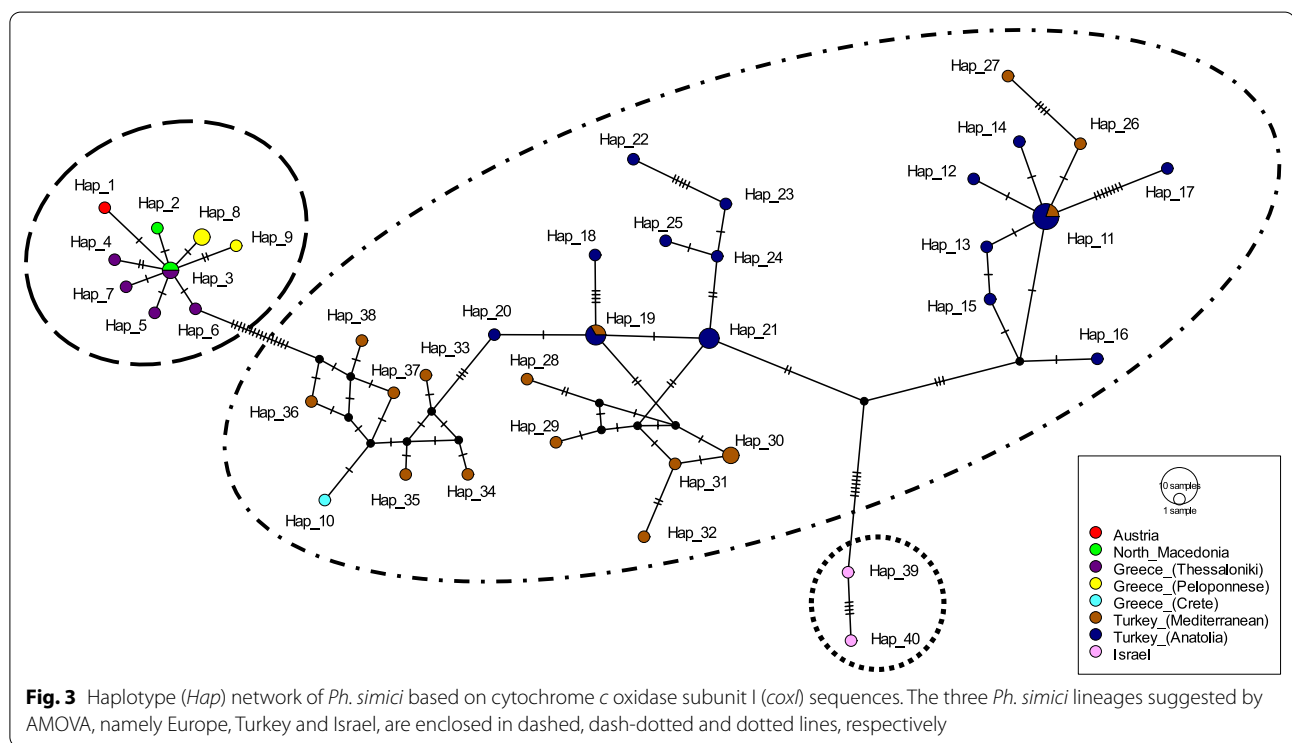 Hap_27
Hap_14
Hap_26
Hap_12
Hap_17
Hap_11
Hap_13
Hap_15
Hap_16
Hap_22
Hap_23
Hap_25
Hap_24
Hap_18
Hap_19
Hap_21
Hap_20
Hap_1
Hap_2
Hap_8
Hap_9
Hap_4
Hap_3
Hap_7
Hap_5
Hap_6
Hap_38
Hap_33
Hap_37
Hap_36
Hap_28
Hap_29
Hap_30
Hap_31
Hap_32
Hap_35
Hap_34
Hap_10
Hap_39
Hap_40
10 samples
1 sample
Austria
North_Macedonia
Greece_(Thessaloniki)
Greece_(Peloponnese)
Greece_(Crete)
Turkey_(Mediterranean)
Turkey_(Anatolia)
Israel
Fig. 3 Haplotype (Hap) network of Ph. simici based on cytochrome c oxidase subunit I (coxI) sequences. The three Ph. simici lineages suggested by
AMOVA, namely Europe, Turkey and Israel, are enclosed in dashed, dash-dotted and dotted lines, respectively